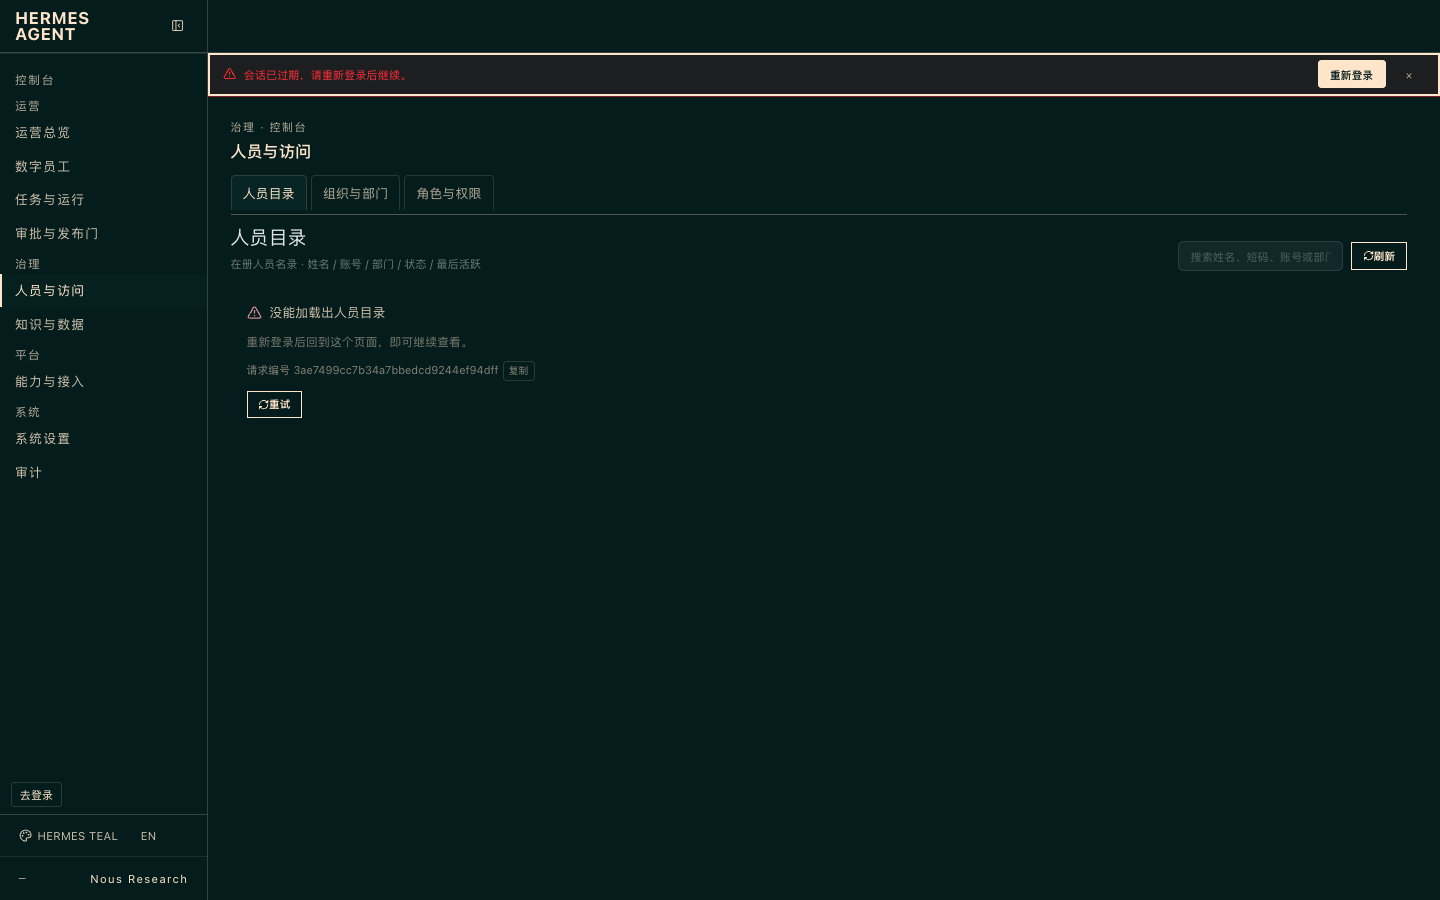 HERMES
AGENT
控制台
运营
运营总览
数字员工
任务与运行
审批与发布门
治理
人员与访问
知识与数据
平台
能力与接入
系统
系统设置
审计
去登录
HERMES TEAL EN
— Nous Research
会话已过期，请重新登录后继续。
重新登录 ×
治理 · 控制台
人员与访问
人员目录 组织与部门 角色与权限
人员目录
在册人员名录 · 姓名 / 账号 / 部门 / 状态 / 最后活跃
搜索姓名、短码、账号或部门
刷新
没能加载出人员目录
重新登录后回到这个页面，即可继续查看。
请求编号 3ae7499cc7b34a7bbedcd9244ef94dff 复制
重试